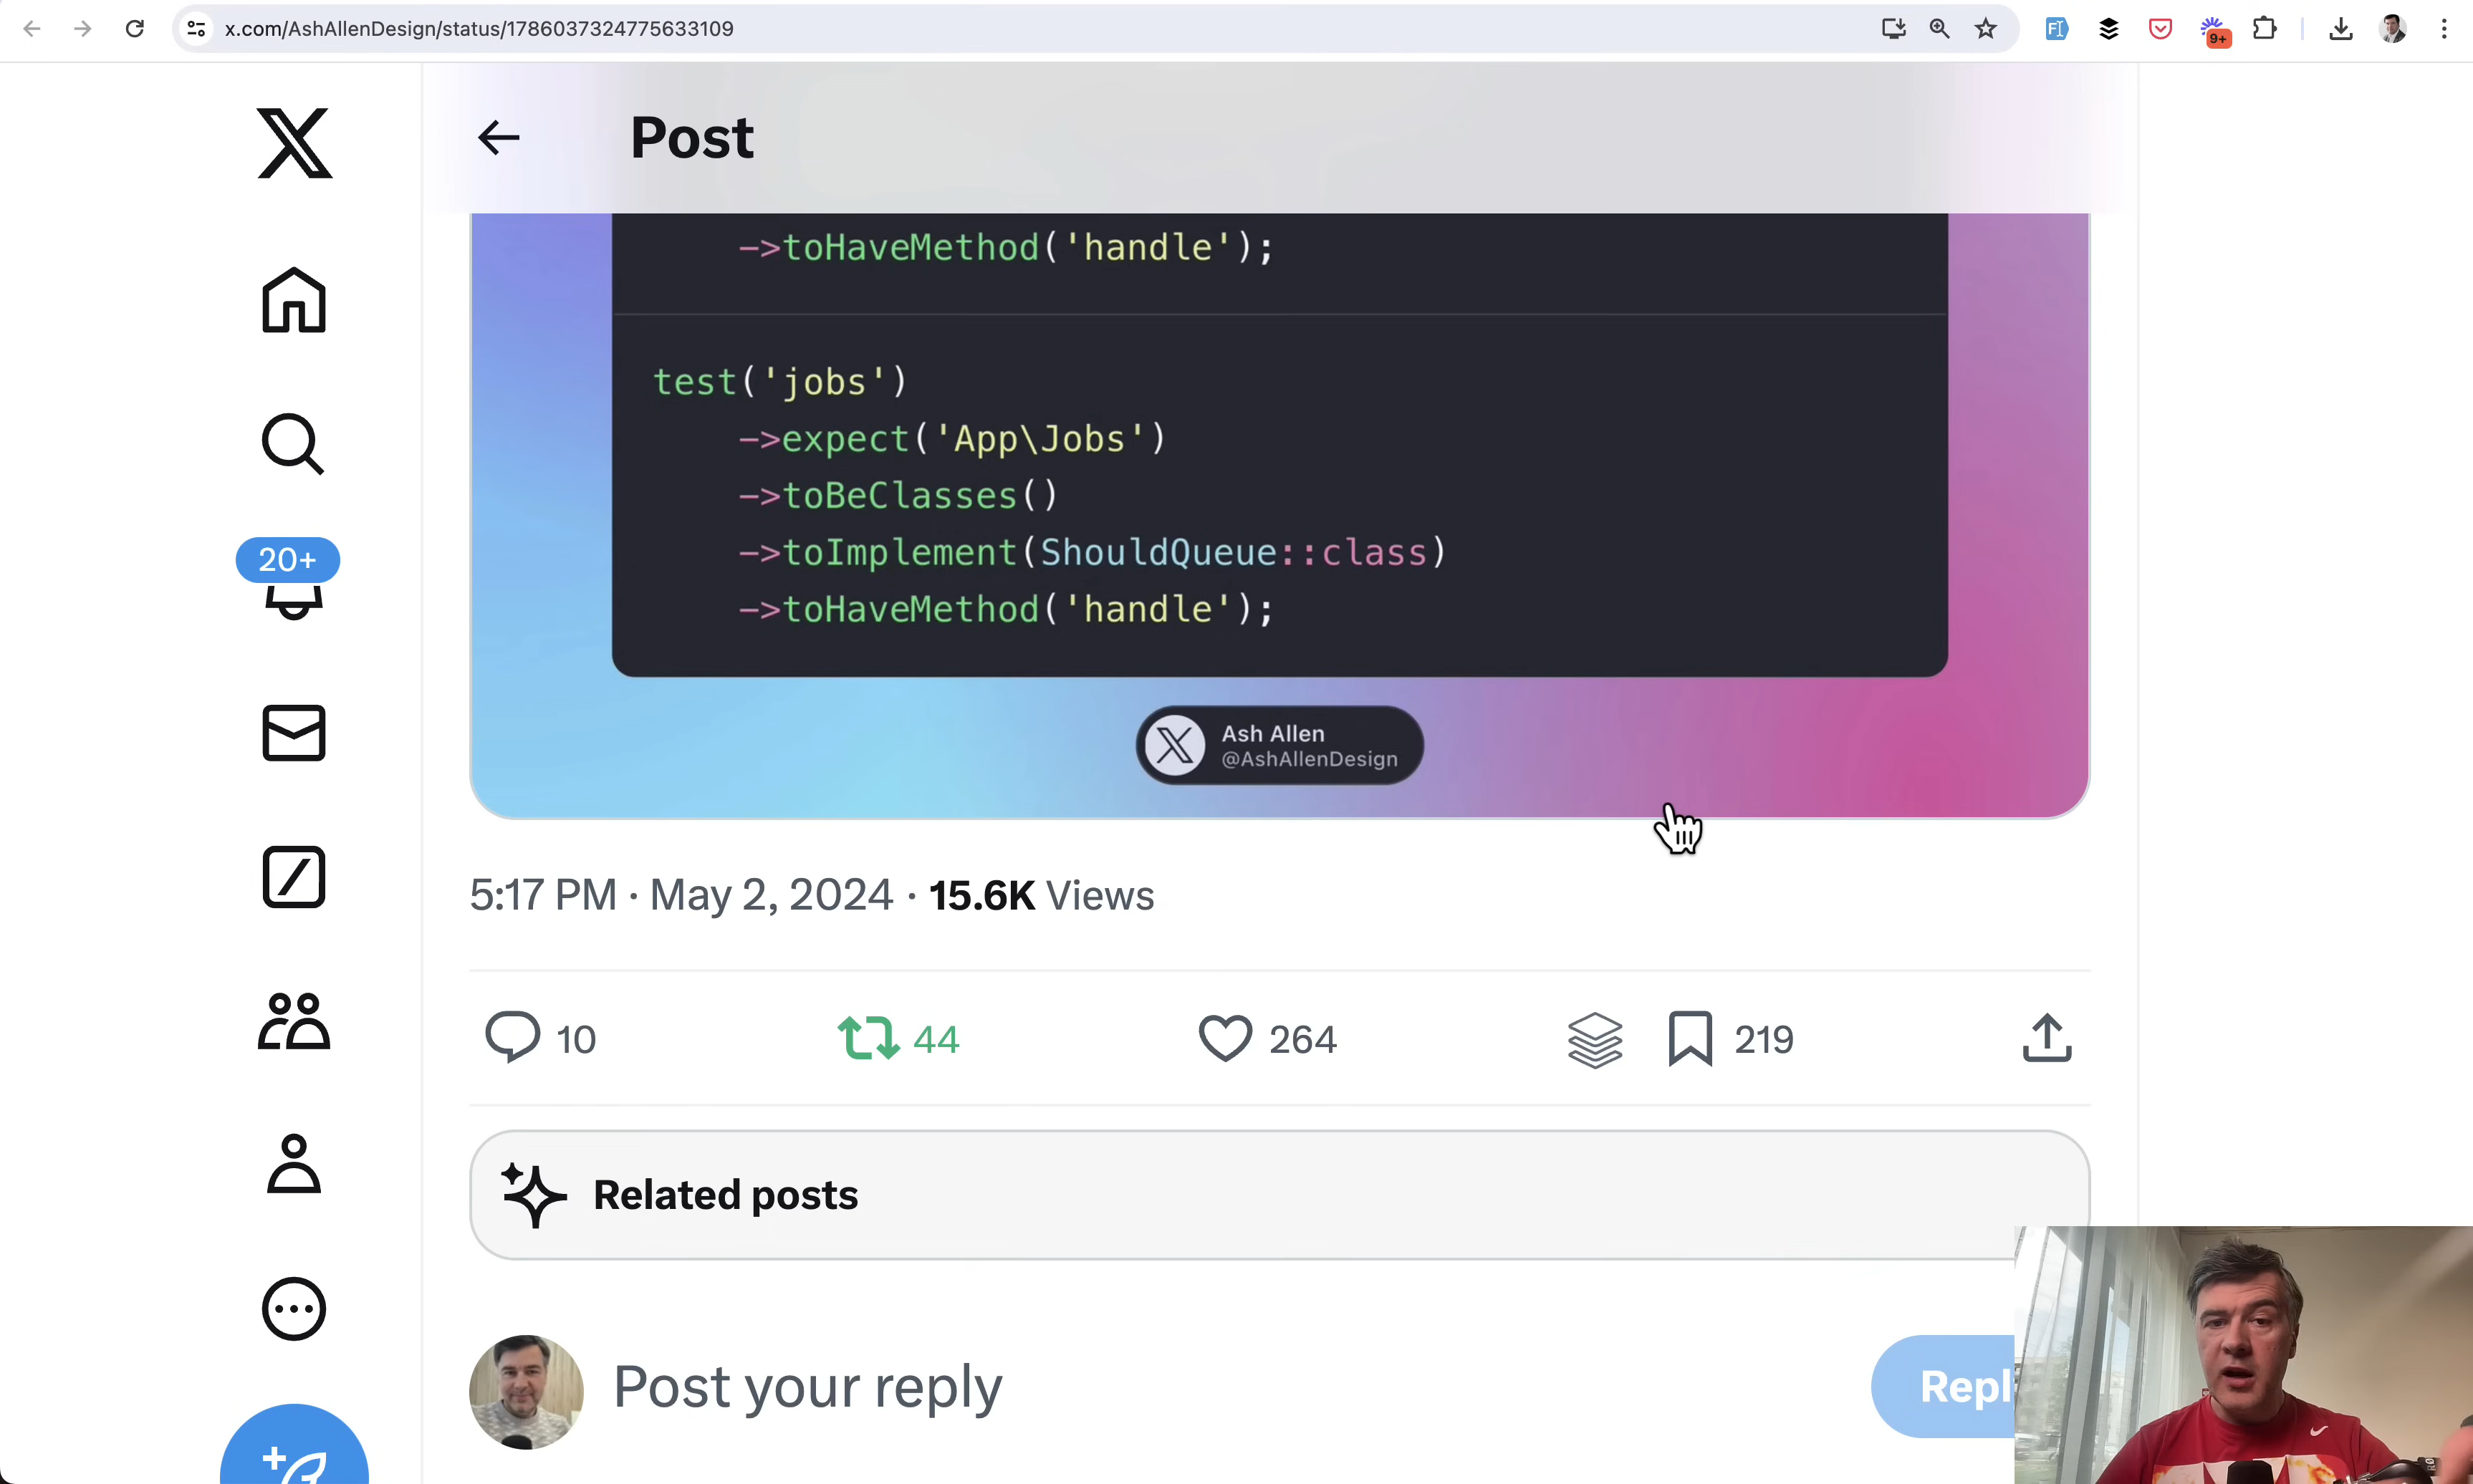 x.com/AshAllenDesign/status/1786037324775633109
9+
Post
->toHaveMethod('handle');
test('jobs')
->expect('App\Jobs')
->toBeClasses()
->toImplement(ShouldQueue::class)
->toHaveMethod('handle');
20+
Ash Allen
@AshAllenDesign
5:17 PM · May 2, 2024 · 15.6K Views
10
44
264
219
Related posts
Post your reply
Repl